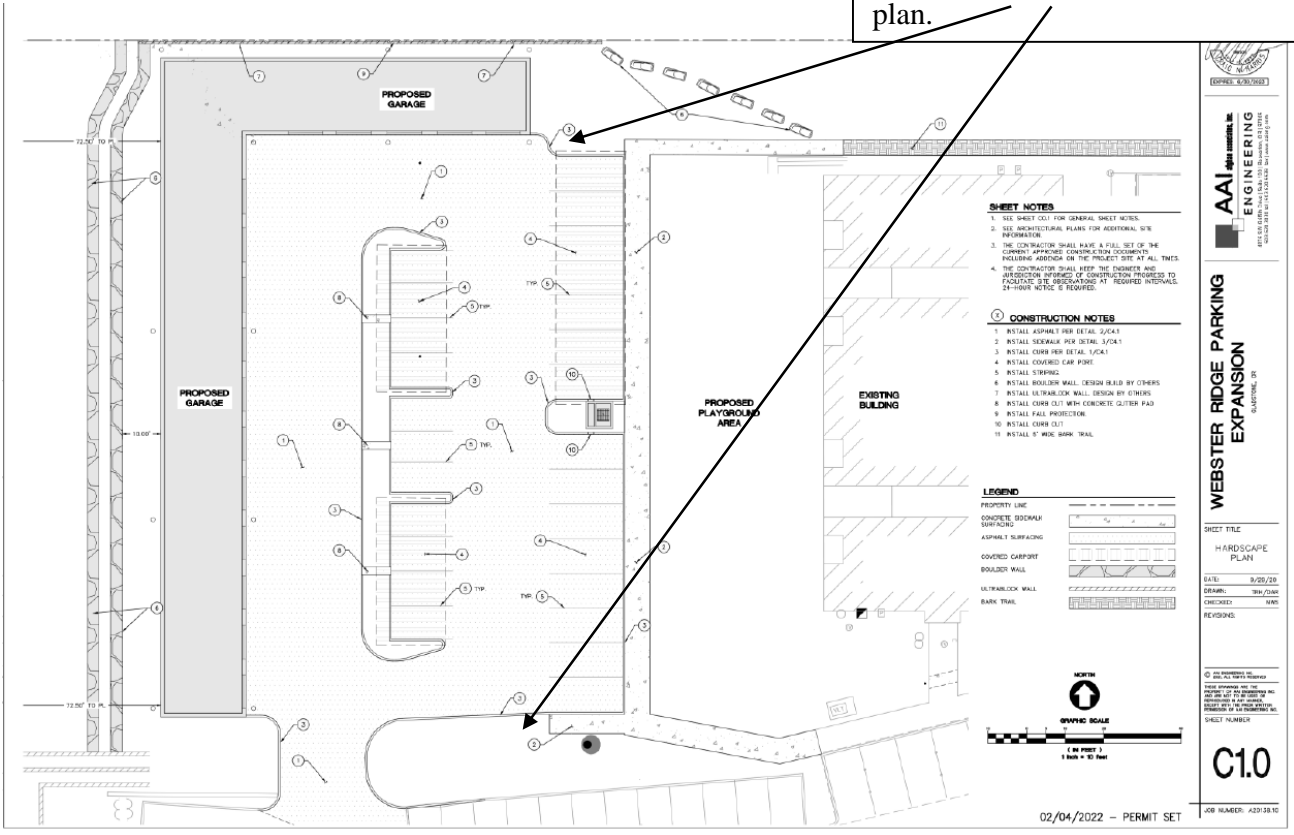 plan.
EXPIRES: 6/30/2023
PROPOSED
GARAGE
72.50' TO PL
PROPOSED
GARAGE
10.00'
72.50' TO PL
TYP.
TYP.
TYP.
TYP.
TYP.
PROPOSED
PLAYGROUND
AREA
EXISTING
BUILDING
SHEET NOTES
1. SEE SHEET C0.1 FOR GENERAL SHEET NOTES.
2. SEE ARCHITECTURAL PLANS FOR ADDITIONAL SITE
INFORMATION.
3. THE CONTRACTOR SHALL HAVE A FULL SET OF THE
CURRENT APPROVED CONSTRUCTION DOCUMENTS
INCLUDING ADDENDA ON THE PROJECT SITE AT ALL TIMES.
4. THE CONTRACTOR SHALL KEEP THE ENGINEER AND
JURISDICTION INFORMED OF CONSTRUCTION PROGRESS TO
FACILITATE SITE OBSERVATIONS AT REQUIRED INTERVALS.
24-HOUR NOTICE IS REQUIRED.
X CONSTRUCTION NOTES
1 INSTALL ASPHALT PER DETAIL 2/C4.1
2 INSTALL SIDEWALK PER DETAIL 3/C4.1
3 INSTALL CURB PER DETAIL 1/C4.1
4 INSTALL COVERED CAR PORT
5 INSTALL STRIPING
6 INSTALL BOULDER WALL. DESIGN BUILD BY OTHERS
7 INSTALL ULTRABLOCK WALL. DESIGN BY OTHERS
8 INSTALL CURB CUT WITH CONCRETE GUTTER PAD
9 INSTALL FALL PROTECTION.
10 INSTALL CURB CUT
11 INSTALL 5' WIDE BARK TRAIL
LEGEND
PROPERTY LINE
CONCRETE SIDEWALK
SURFACING
ASPHALT SURFACING
COVERED CARPORT
BOULDER WALL
ULTRABLOCK WALL
BARK TRAIL
NORTH
GRAPHIC SCALE
( IN FEET )
1 inch = 10 feet
02/04/2022 - PERMIT SET
AAI
ENGINEERING
WEBSTER RIDGE PARKING
EXPANSION
GLADSTONE, OR
SHEET TITLE
HARDSCAPE
PLAN
DATE: 9/20/20
DRAWN:
CHECKED:
REVISIONS:
SHEET NUMBER
C1.0
JOB NUMBER: A20138.10